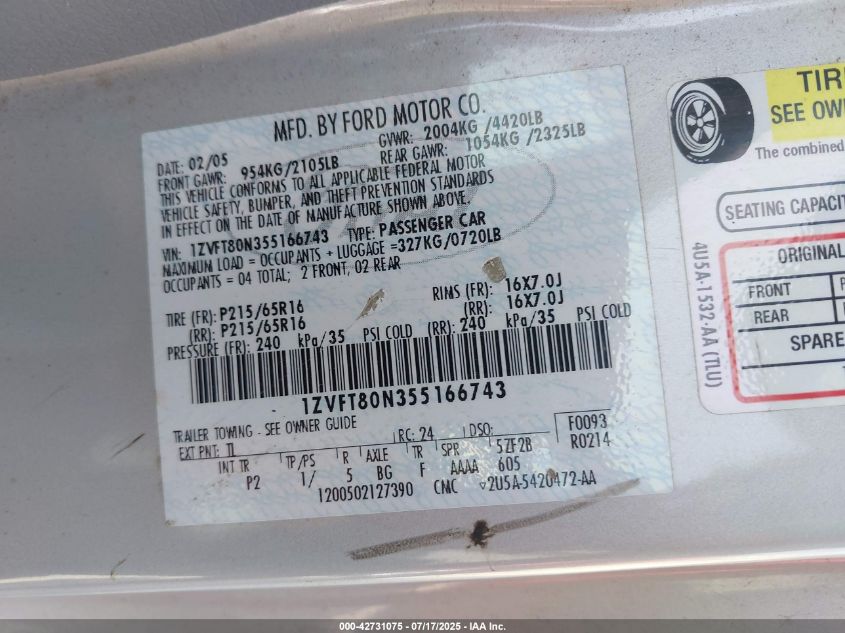 MFD. BY FORD MOTOR CO.
DATE: 02/05 GVWR: 2004KG /4420LB
FRONT GAWR: 954KG/2105LB REAR GAWR: 1054KG /2325LB
THIS VEHICLE CONFORMS TO ALL APPLICABLE FEDERAL MOTOR
VEHICLE SAFETY, BUMPER, AND THEFT PREVENTION STANDARDS
IN EFFECT ON THE DATE OF MANUFACTURE SHOWN ABOVE.
VIN: 1ZVFT80N355166743 TYPE: PASSENGER CAR
MAXIMUM LOAD = OCCUPANTS + LUGGAGE =327KG/0720LB
OCCUPANTS = 04 TOTAL; 2 FRONT, 02 REAR
TIRE (FR): P215/65R16 RIMS (FR): 16X7.0J
(RR): P215/65R16 (RR): 16X7.0J
PRESSURE (FR): 240 kPa/35 PSI COLD (RR): 240 kPa/35 PSI COLD
1ZVFT80N355166743
TRAILER TOWING - SEE OWNER GUIDE
F0093
EXT PNT: TL RC: 24 DSO: R0214
INT TR TP/PS R AXLE TR SPR 5ZF2B
P2 1/ 5 BG F AAAA 605
1200502127390 CMC 2U5A-5420472-AA
TIRE
SEE OWN
The combined
SEATING CAPACIT
ORIGINAL
FRONT
REAR
SPARE
4U5A-1532-AA (TLU)
000-42731075 - 07/17/2025 - IAA Inc.